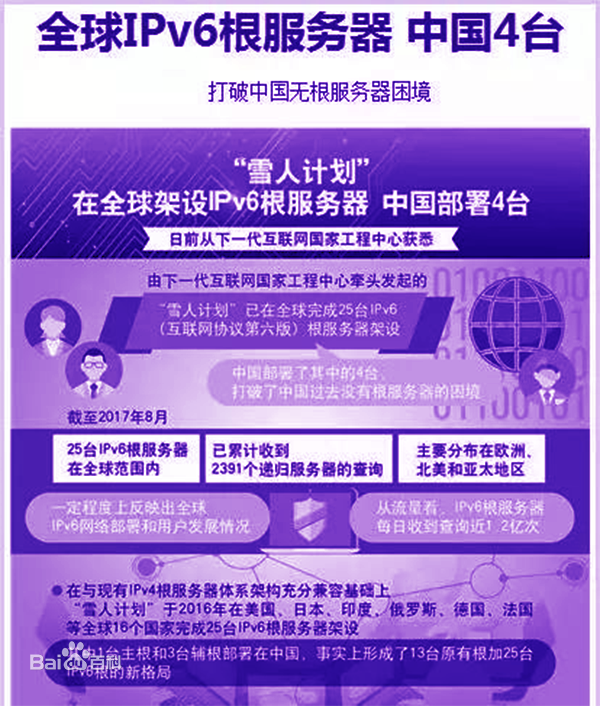 全球IPv6根服务器 中国4台
打破中国无根服务器困境
“雪人计划”
在全球架设IPv6根服务器 中国部署4台
日前从下一代互联网国家工程中心获悉
由下一代互联网国家工程中心牵头发起的
“雪人计划”已在全球完成25台IPv6
(互联网协议第六版)根服务器架设
中国部署了其中的4台，
打破了中国过去没有根服务器的困境
截至2017年8月
25台IPv6根服务器
在全球范围内
已累计收到
2391个递归服务器的查询
主要分布在欧洲、
北美和亚太地区
一定程度上反映出全球
IPv6网络部署和用户发展情况
从流量看，IPv6根服务器
每日收到查询近1.2亿次
●在与现有IPv4根服务器体系架构充分兼容基础上
“雪人计划”于2016年在美国、日本、印度、俄罗斯、德国、法国
等全球16个国家完成25台IPv6根服务器架设
1台主根和3台辅根部署在中国，事实上形成了13台原有根加25台
IPv6根的新格局
Bai百科
01001100
01100101